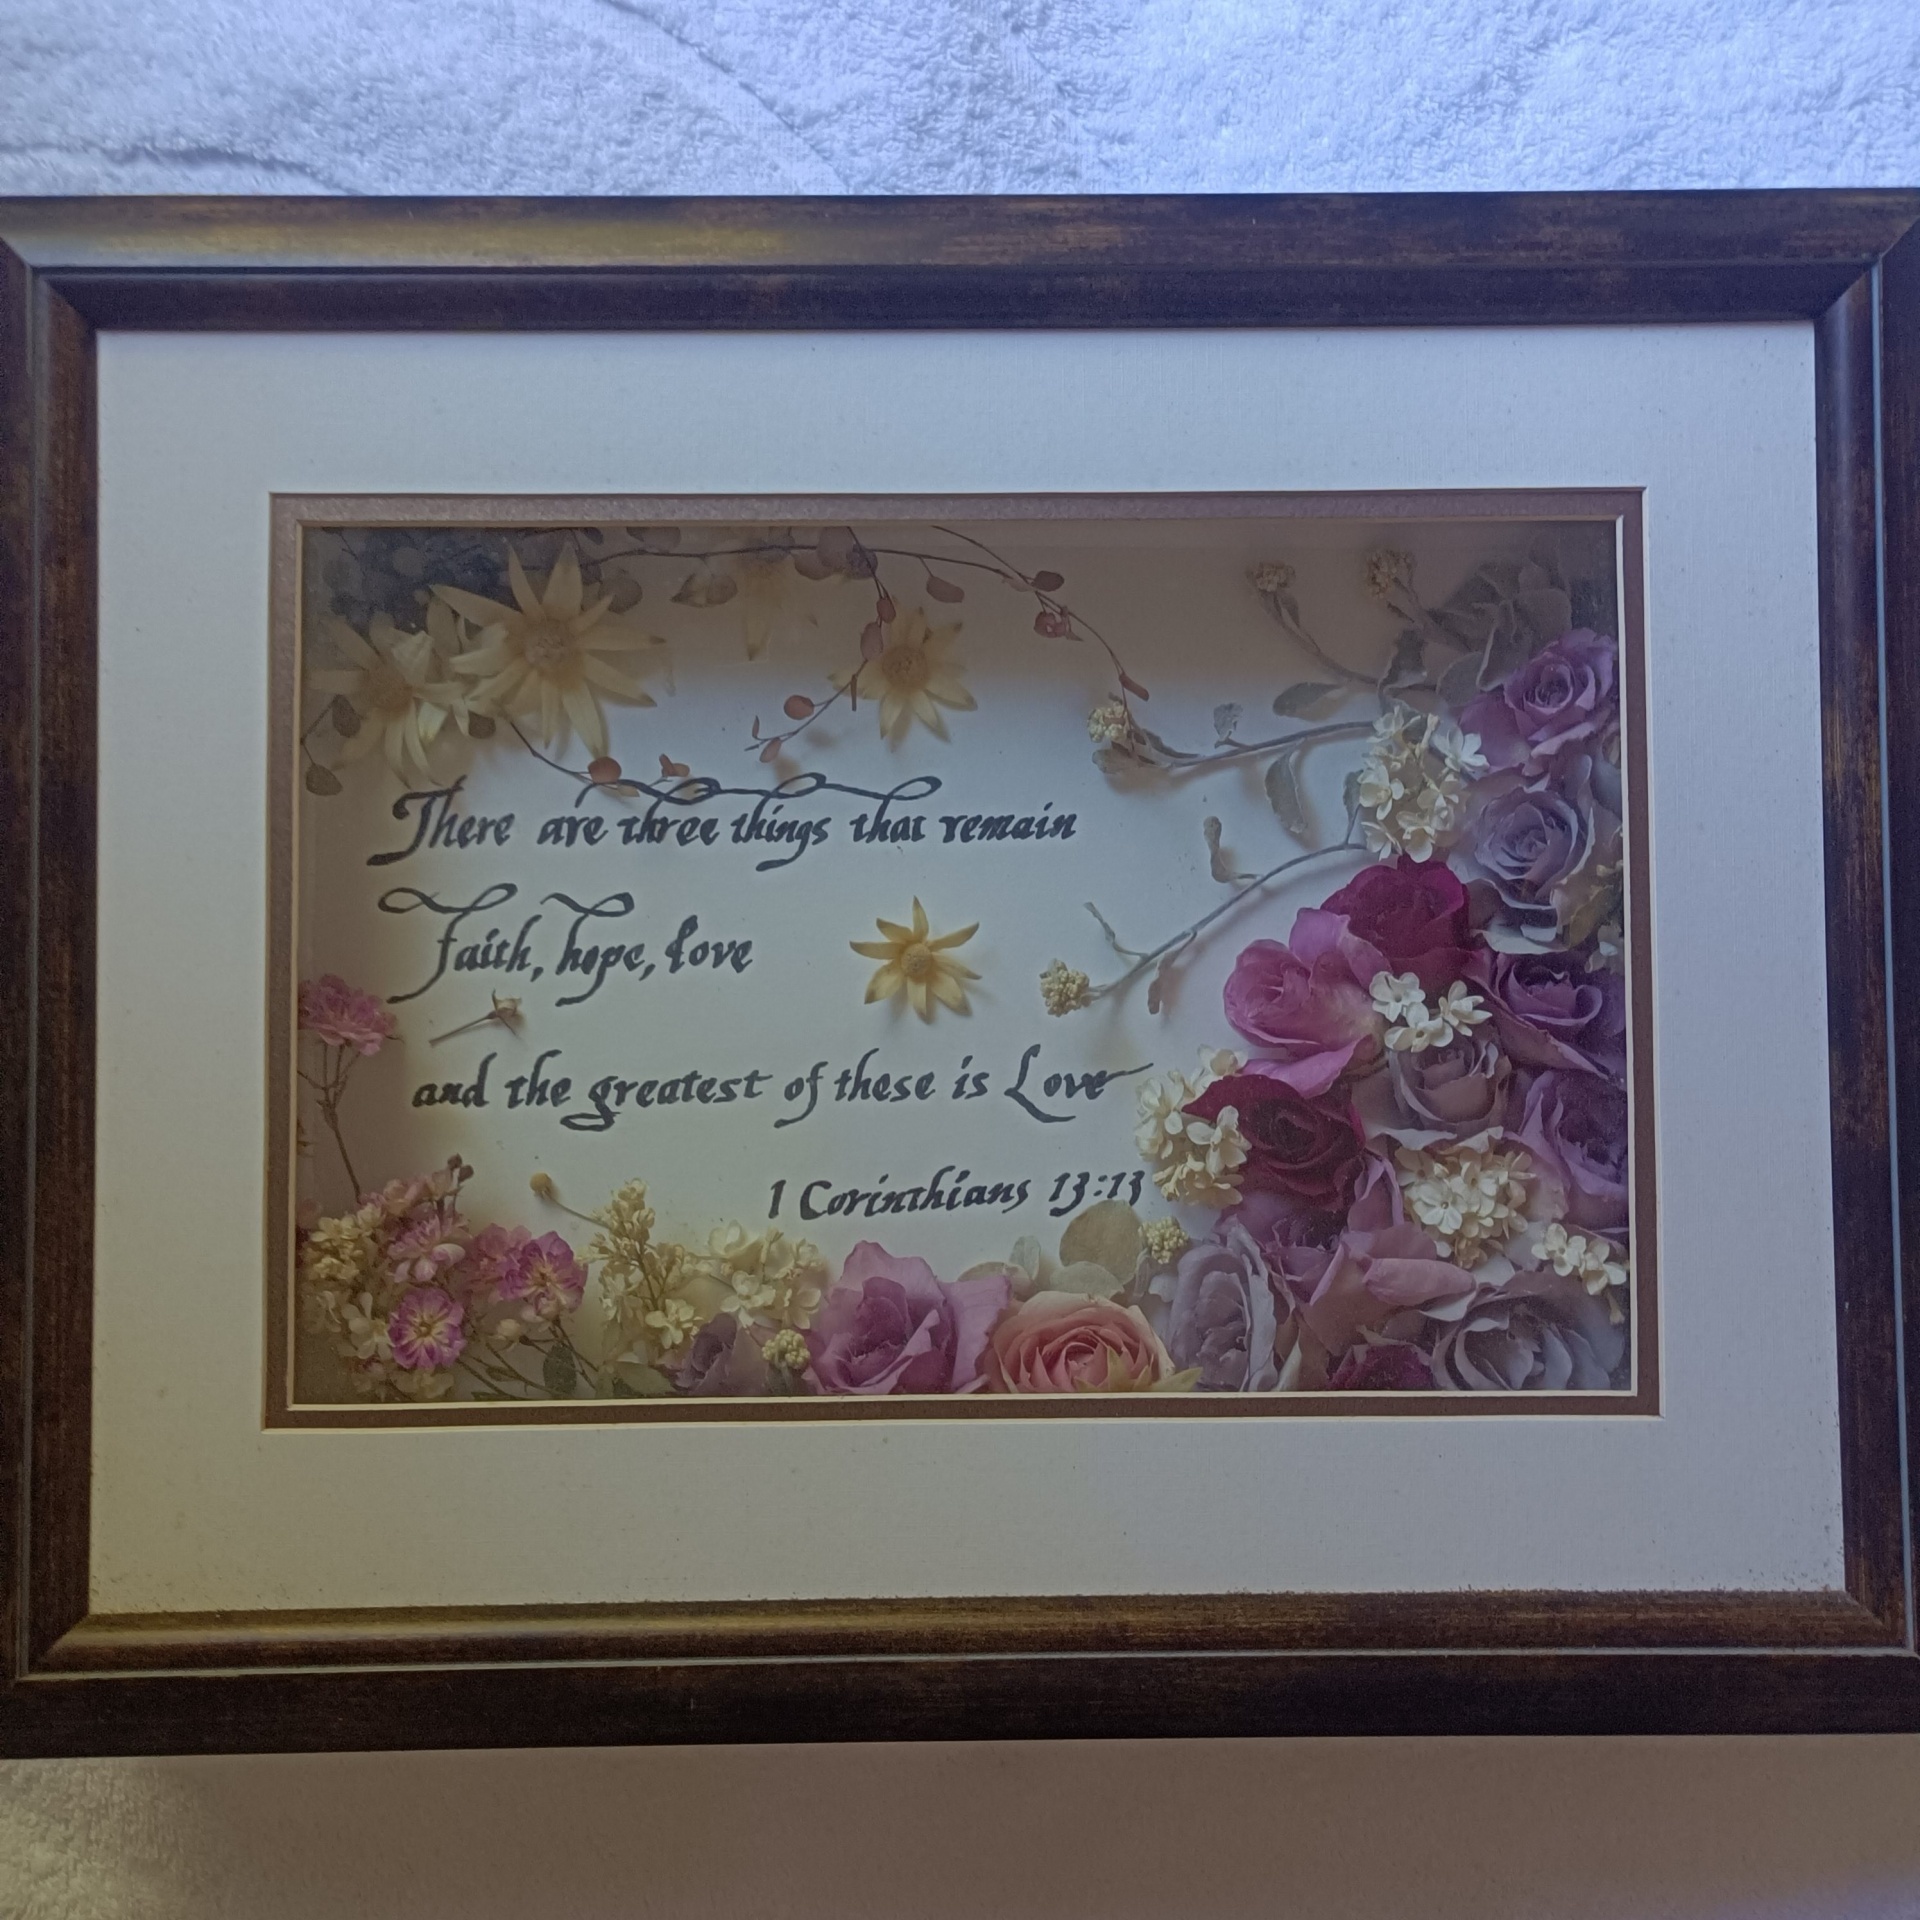 There are three things that remain
Faith, hope, love
and the greatest of these is Love
1 Corinthians 13:13